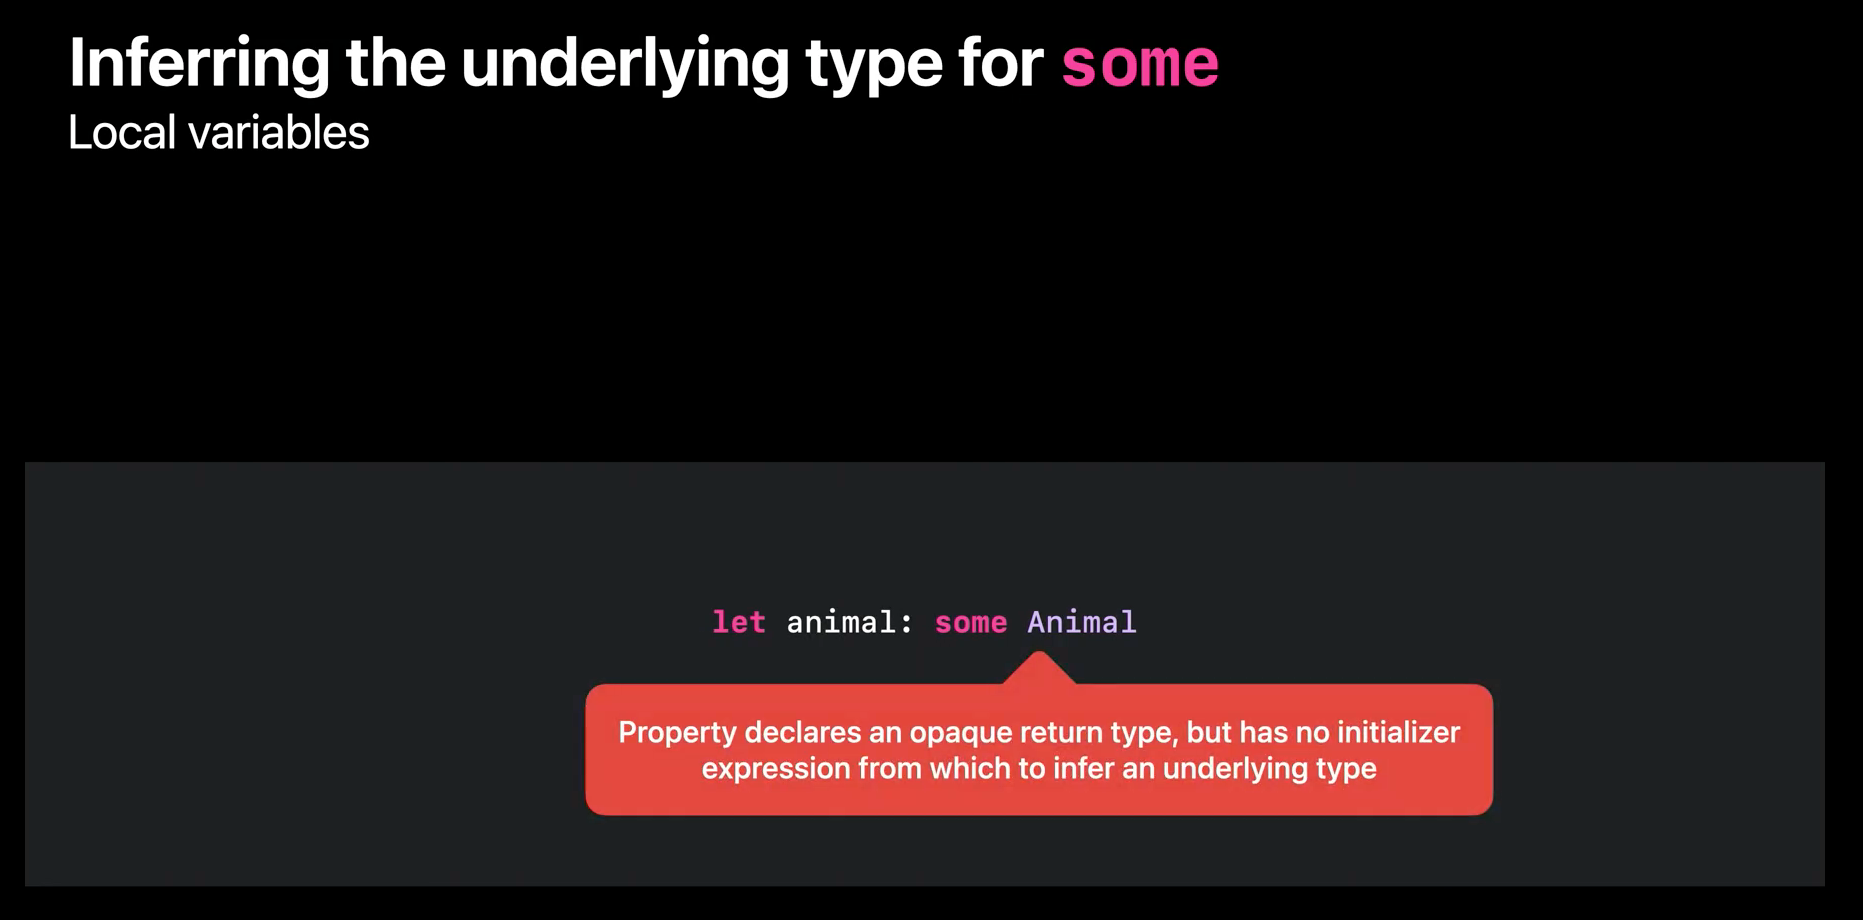 Inferring the underlying type for some
Local variables
let animal: some Animal
Property declares an opaque return type, but has no initializer
expression from which to infer an underlying type